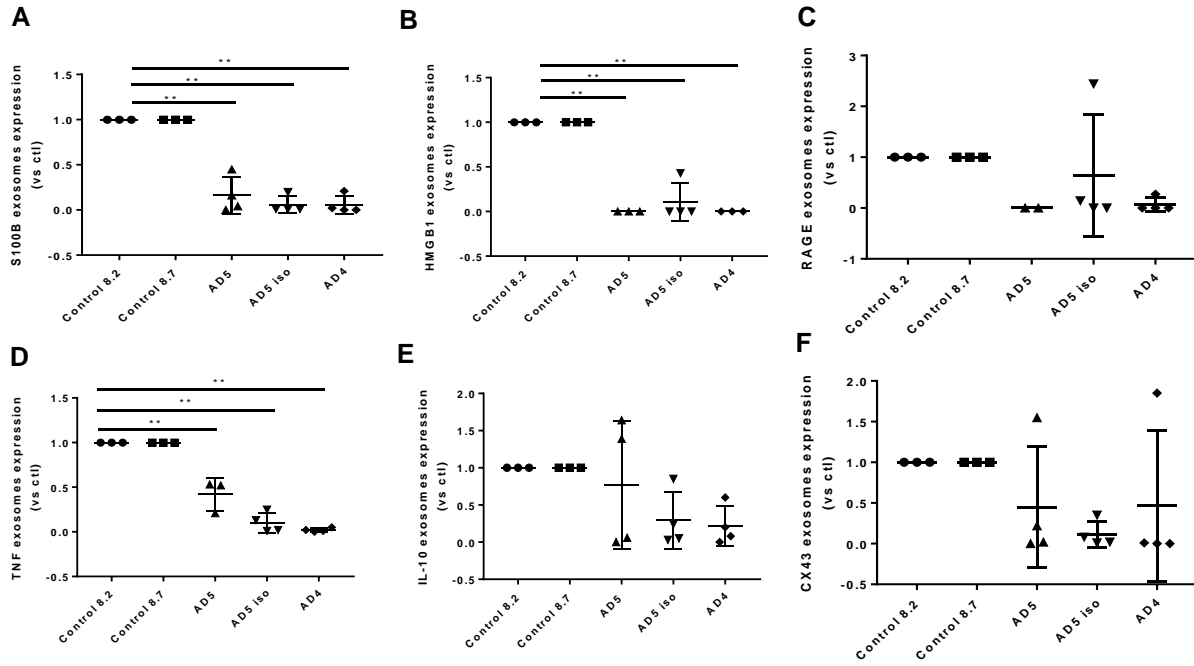 A
S100B exosomes expression
(vs ctl)
1.5
1.0
0.5
0.0
-0.5
**
**
**
Control 8.2
Control 8.7
AD5
AD5 iso
AD4
B
HMGB1 exosomes expression
(vs ctl)
1.5
1.0
0.5
0.0
-0.5
**
**
**
Control 8.2
Control 8.7
AD5
AD5 iso
AD4
C
RAGE exosomes expression
(vs ctl)
3
2
1
0
-1
Control 8.2
Control 8.7
AD5
AD5 iso
AD4
D
TNF exosomes expression
(vs ctl)
1.5
1.0
0.5
0.0
-0.5
**
**
**
Control 8.2
Control 8.7
AD5
AD5 iso
AD4
E
IL-10 exosomes expression
(vs ctl)
2.0
1.5
1.0
0.5
0.0
-0.5
Control 8.2
Control 8.7
AD5
AD5 iso
AD4
F
CX43 exosomes expression
(vs ctl)
2.0
1.5
1.0
0.5
0.0
-0.5
Control 8.2
Control 8.7
AD5
AD5 iso
AD4